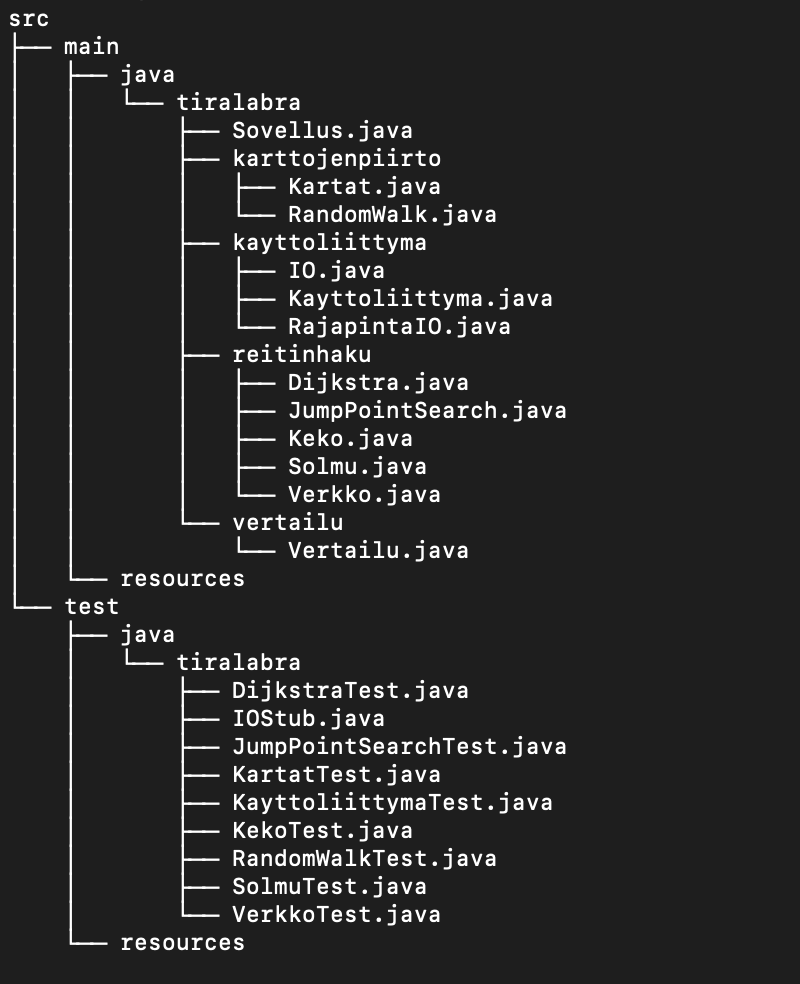 src
├── main
│   ├── java
│   │   └── tiralabra
│   │       ├── Sovellus.java
│   │       ├── karttojenpiirto
│   │       │   ├── Kartat.java
│   │       │   └── RandomWalk.java
│   │       ├── kayttoliittyma
│   │       │   ├── IO.java
│   │       │   ├── Kayttoliittyma.java
│   │       │   └── RajapintaIO.java
│   │       ├── reitinhaku
│   │       │   ├── Dijkstra.java
│   │       │   ├── JumpPointSearch.java
│   │       │   ├── Keko.java
│   │       │   ├── Solmu.java
│   │       │   └── Verkko.java
│   │       └── vertailu
│   │           └── Vertailu.java
│   └── resources
└── test
    ├── java
    │   └── tiralabra
    │       ├── DijkstraTest.java
    │       ├── IOStub.java
    │       ├── JumpPointSearchTest.java
    │       ├── KartatTest.java
    │       ├── KayttoliittymaTest.java
    │       ├── KekoTest.java
    │       ├── RandomWalkTest.java
    │       ├── SolmuTest.java
    │       └── VerkkoTest.java
    └── resources